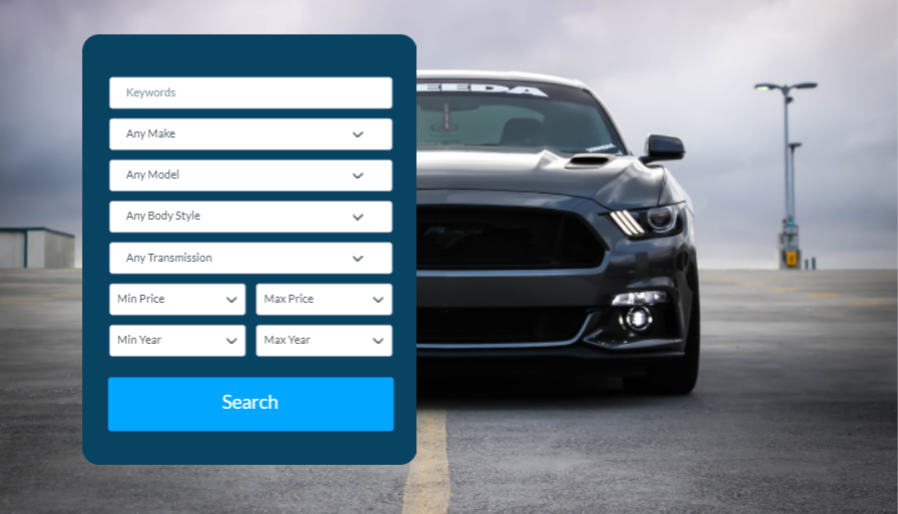 Keywords
Any Make
Any Model
Any Body Style
Any Transmission
Min Price Max Price
Min Year Max Year
Search